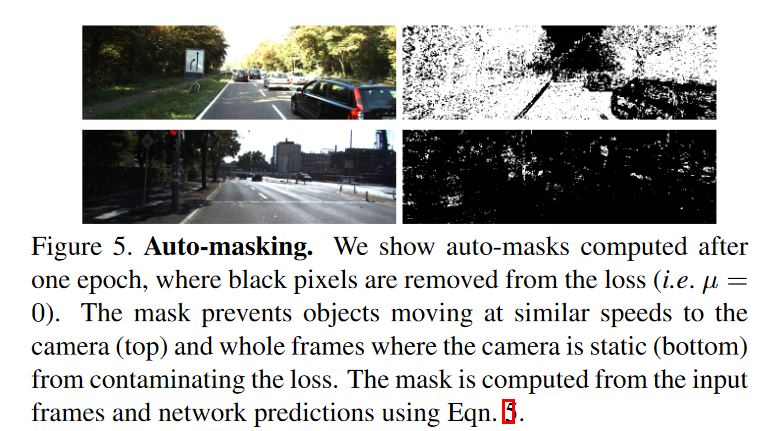 Figure 5. Auto-masking. We show auto-masks computed after
one epoch, where black pixels are removed from the loss (i.e. μ =
0). The mask prevents objects moving at similar speeds to the
camera (top) and whole frames where the camera is static (bottom)
from contaminating the loss. The mask is computed from the input
frames and network predictions using Eqn. 5.